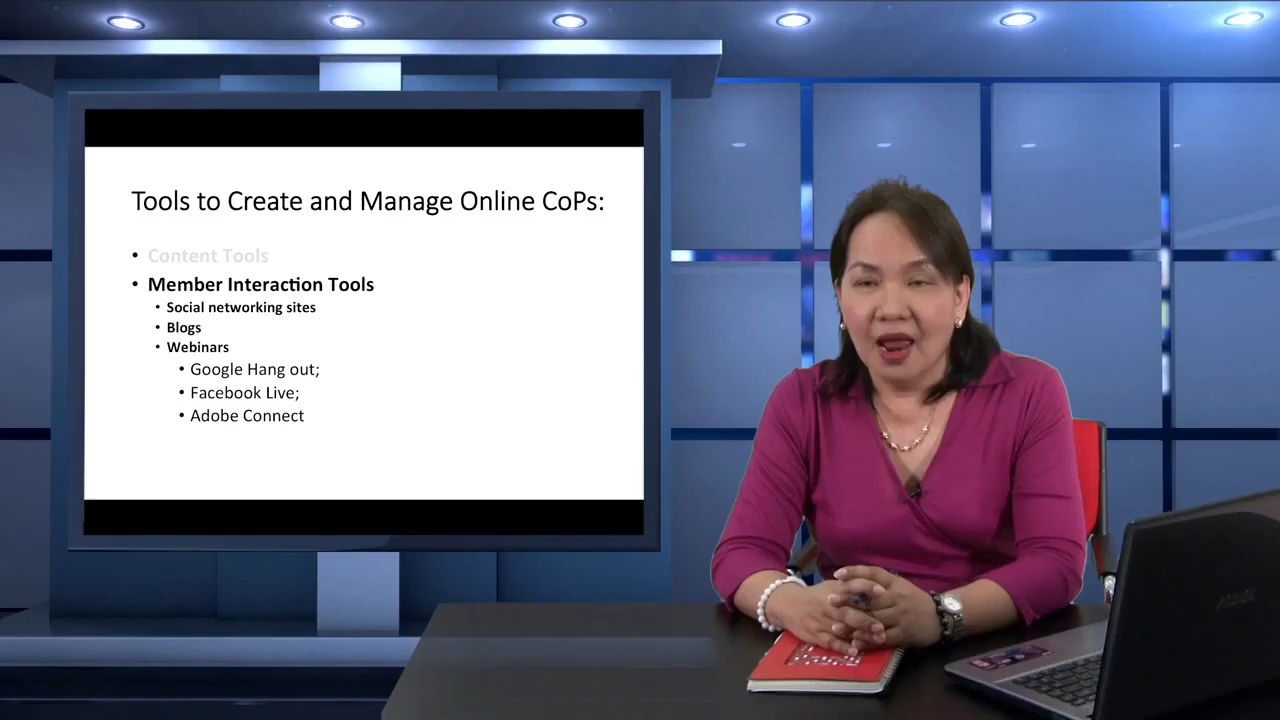 Tools to Create and Manage Online CoPs:
• Content Tools
• Member Interaction Tools
• Social networking sites
• Blogs
• Webinars
• Google Hang out;
• Facebook Live;
• Adobe Connect